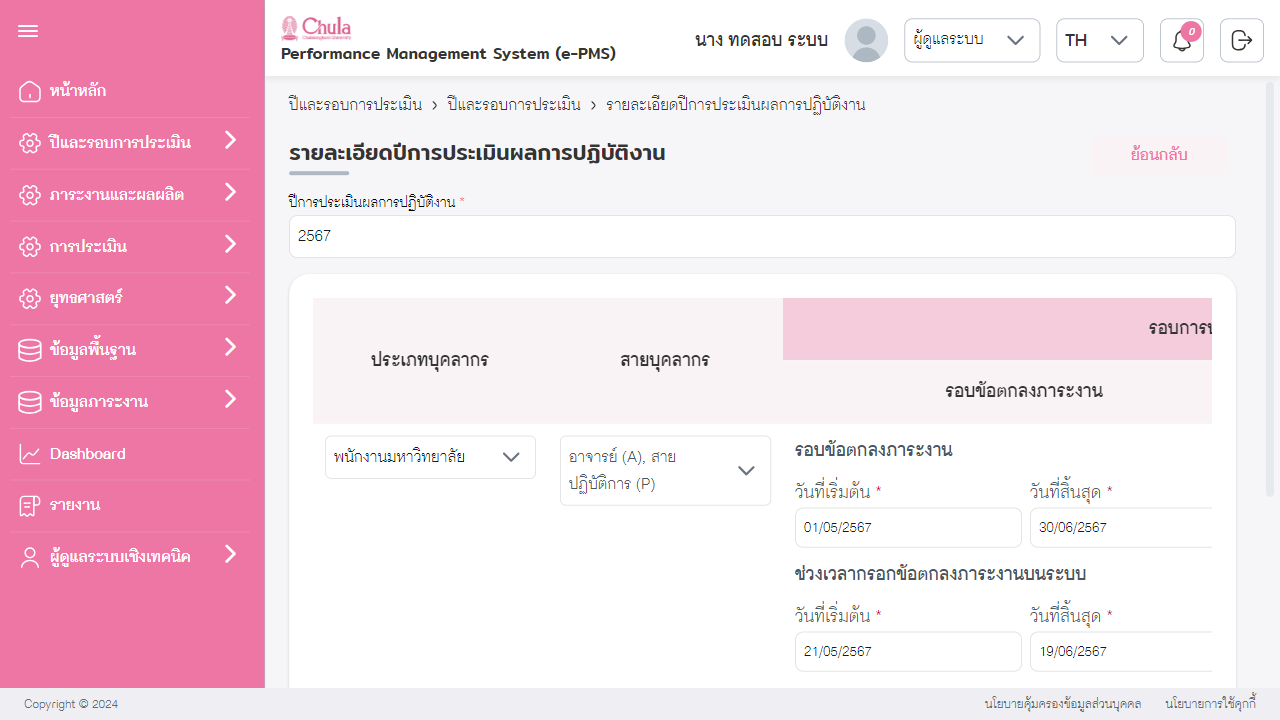 Chula
Performance Management System (e-PMS)
นาง ทดสอบ ระบบ
ผู้ดูแลระบบ
TH
0
หน้าหลัก
ปีและรอบการประเมิน
ภาระงานและผลผลิต
การประเมิน
ยุทธศาสตร์
ข้อมูลพื้นฐาน
ข้อมูลภาระงาน
Dashboard
รายงาน
ผู้ดูแลระบบเชิงเทคนิค
ปีและรอบการประเมิน › ปีและรอบการประเมิน › รายละเอียดปีการประเมินผลการปฏิบัติงาน
รายละเอียดปีการประเมินผลการปฏิบัติงาน
ย้อนกลับ
ปีการประเมินผลการปฏิบัติงาน *
2567
ประเภทบุคลากร
สายบุคลากร
รอบการป
รอบข้อตกลงภาระงาน
พนักงานมหาวิทยาลัย
อาจารย์ (A), สาย
ปฏิบัติการ (P)
รอบข้อตกลงภาระงาน
วันที่เริ่มต้น * วันที่สิ้นสุด *
01/05/2567 30/06/2567
ช่วงเวลากรอกข้อตกลงภาระงานบนระบบ
วันที่เริ่มต้น * วันที่สิ้นสุด *
21/05/2567 19/06/2567
Copyright © 2024
นโยบายคุ้มครองข้อมูลส่วนบุคคล นโยบายการใช้คุกกี้